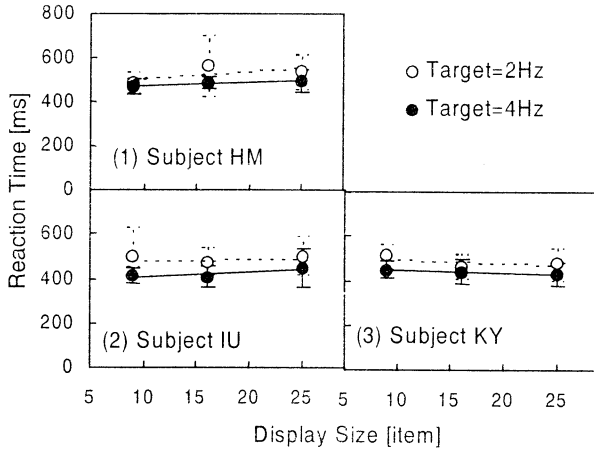 800
600
400
200
0
(1) Subject HM
Target=2Hz
Target=4Hz
Reaction Time [ms]
600
400
200
0
(2) Subject IU
(3) Subject KY
5 10 15 20 25 5 10 15 20 25
Display Size [item]